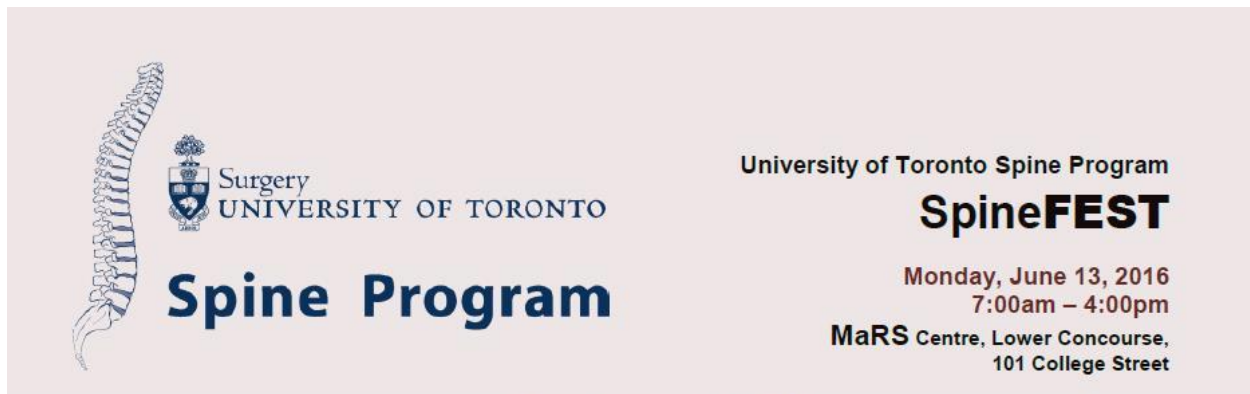 Surgery
UNIVERSITY OF TORONTO
Spine Program
University of Toronto Spine Program
SpineFEST
Monday, June 13, 2016
7:00am – 4:00pm
MaRS Centre, Lower Concourse,
101 College Street